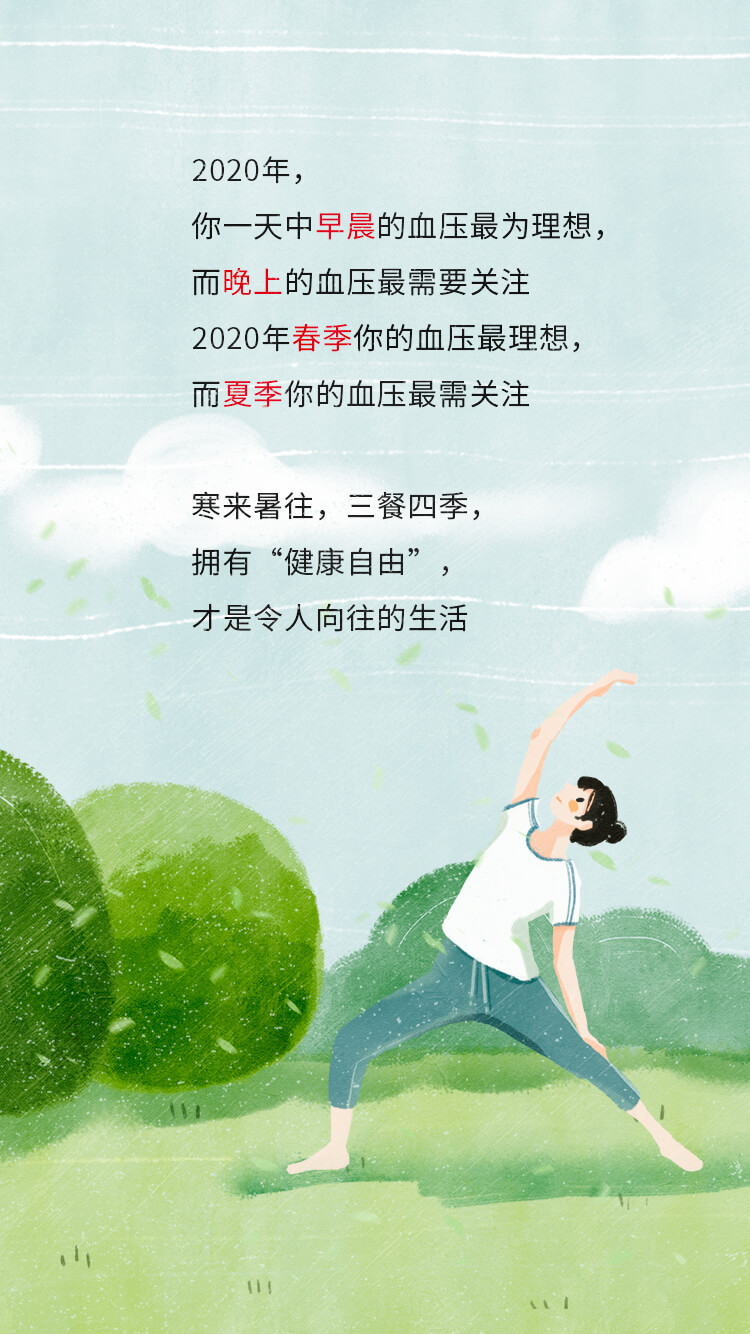 2020年，
你一天中早晨的血压最为理想，
而晚上的血压最需要关注
2020年春季你的血压最理想，
而夏季你的血压最需关注
寒来暑往，三餐四季，
拥有“健康自由”，
才是令人向往的生活